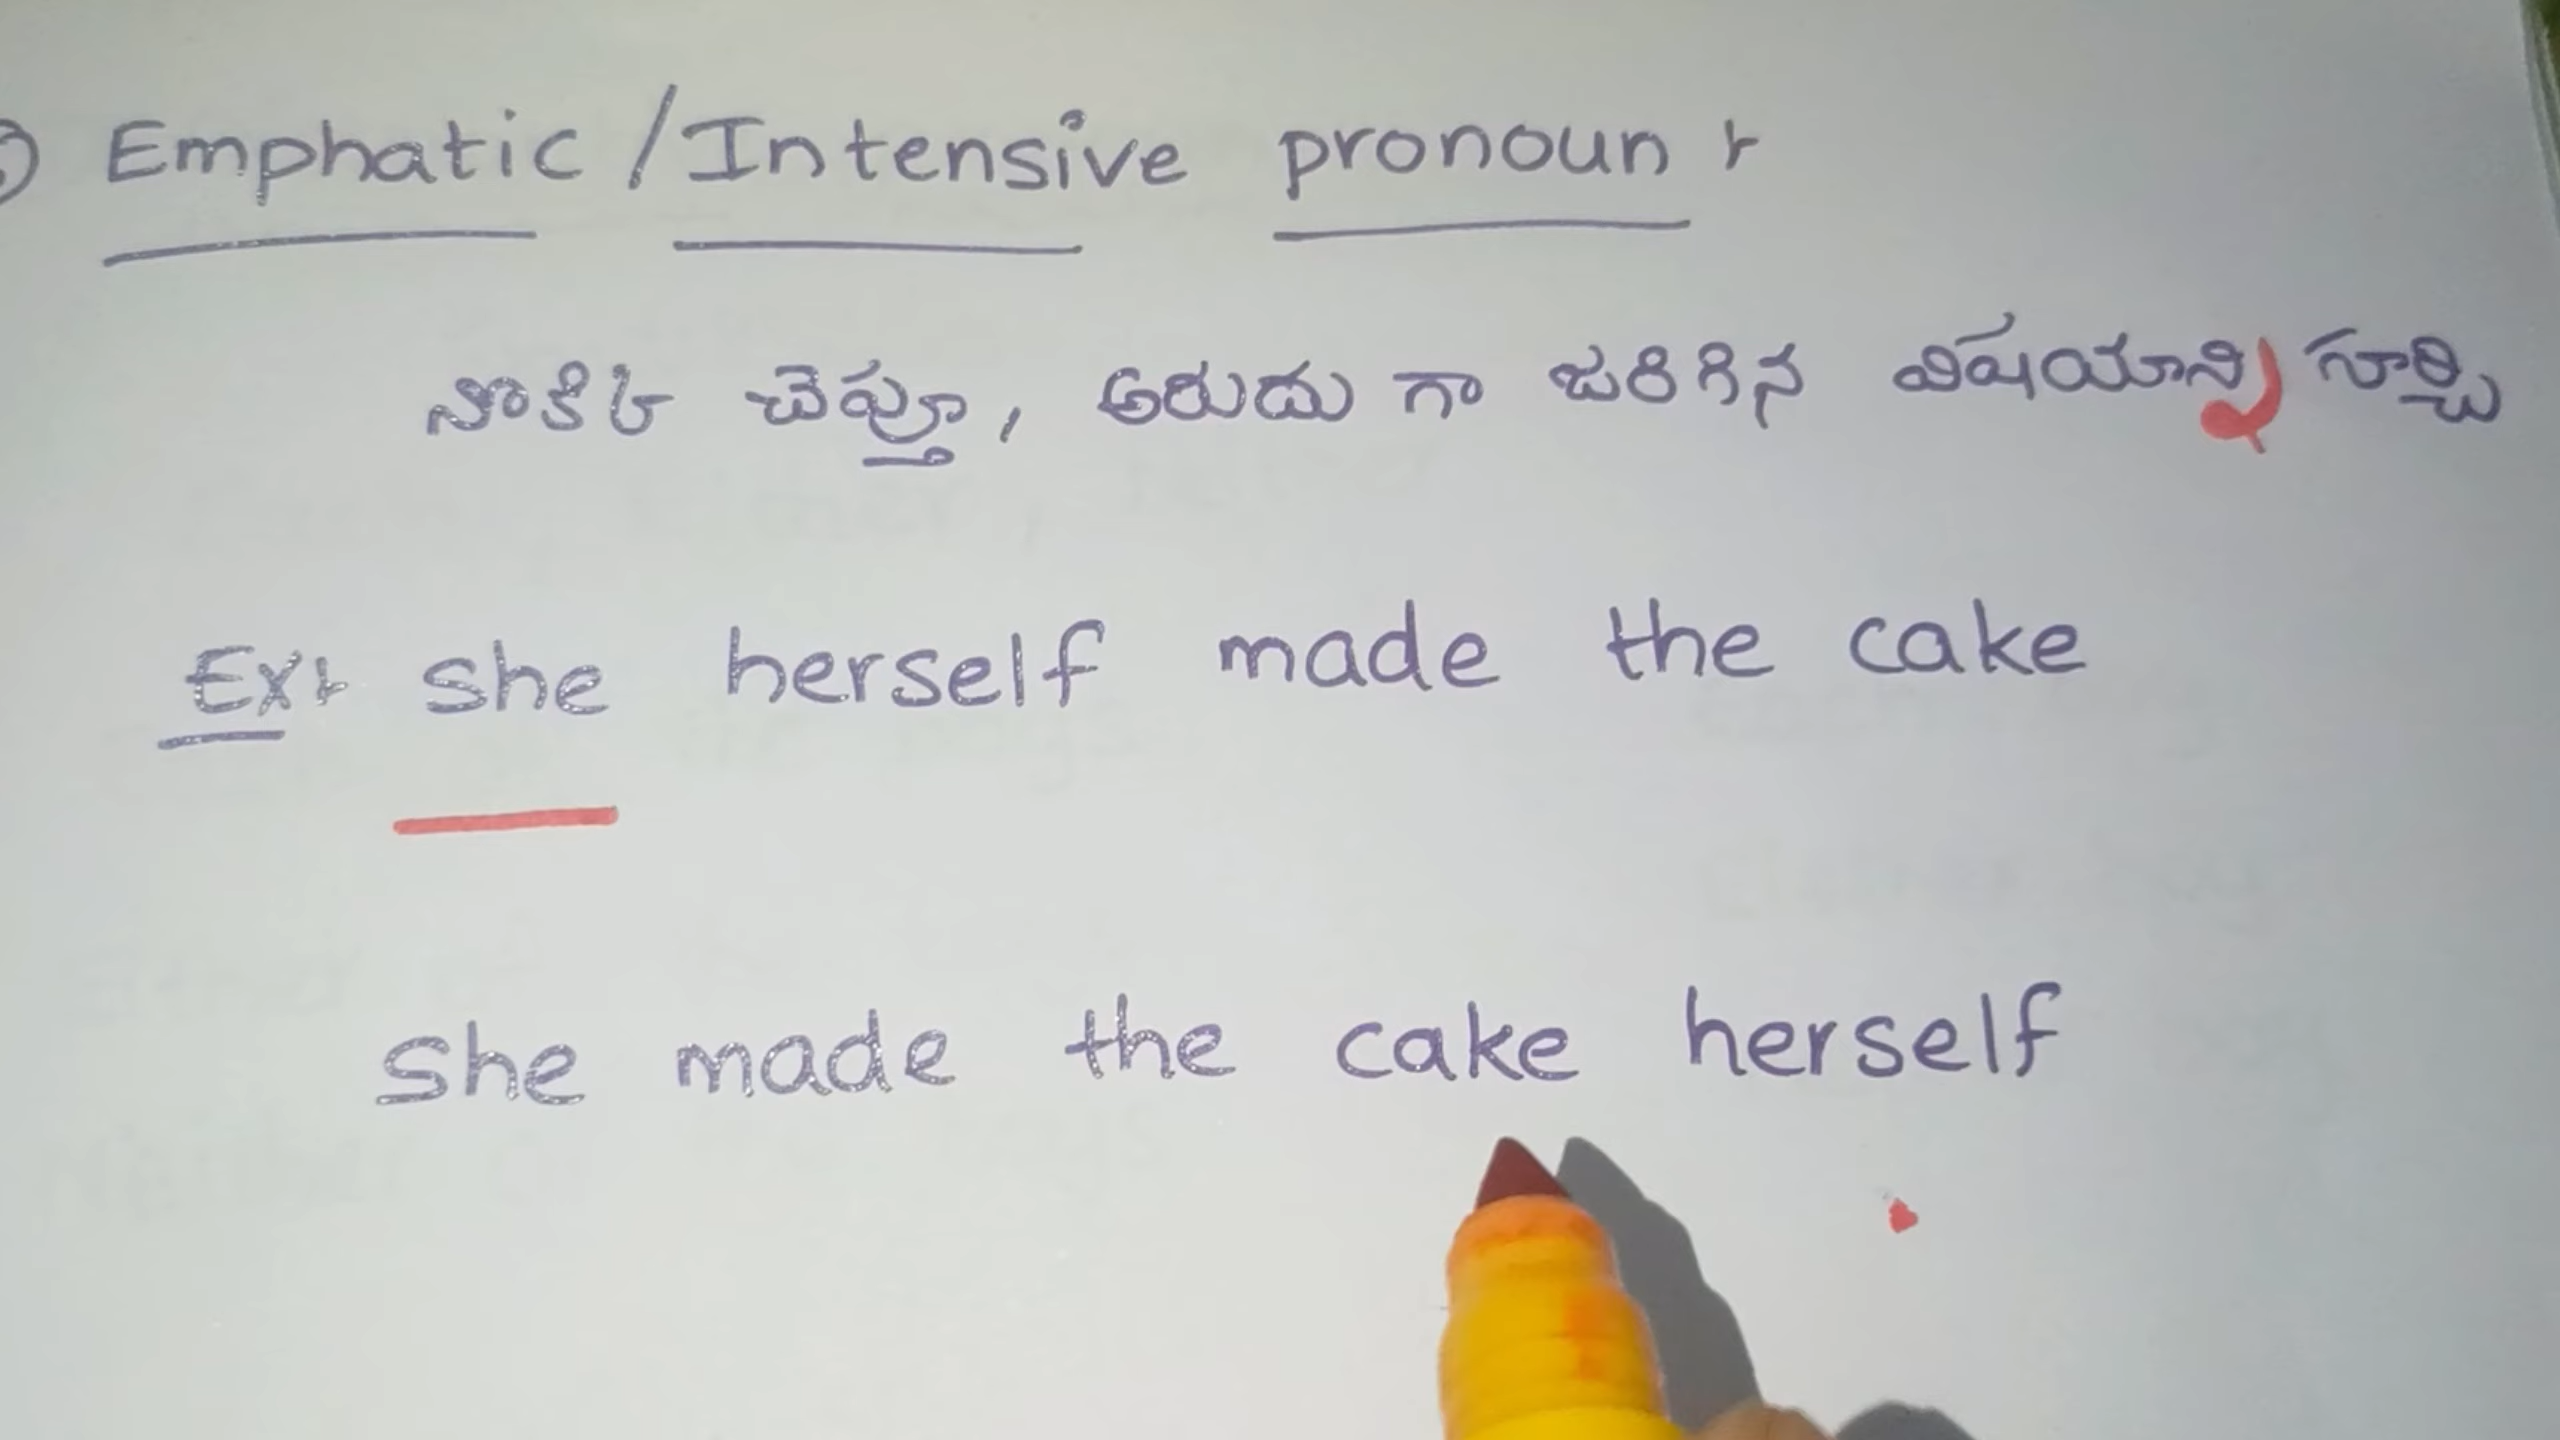 Emphatic / Intensive pronoun :-
నొకికి చెప్తూ, అరుదు గా జరిగిన విషయాన్ని సూర్చి
Ex:- she herself made the cake
she made the cake herself